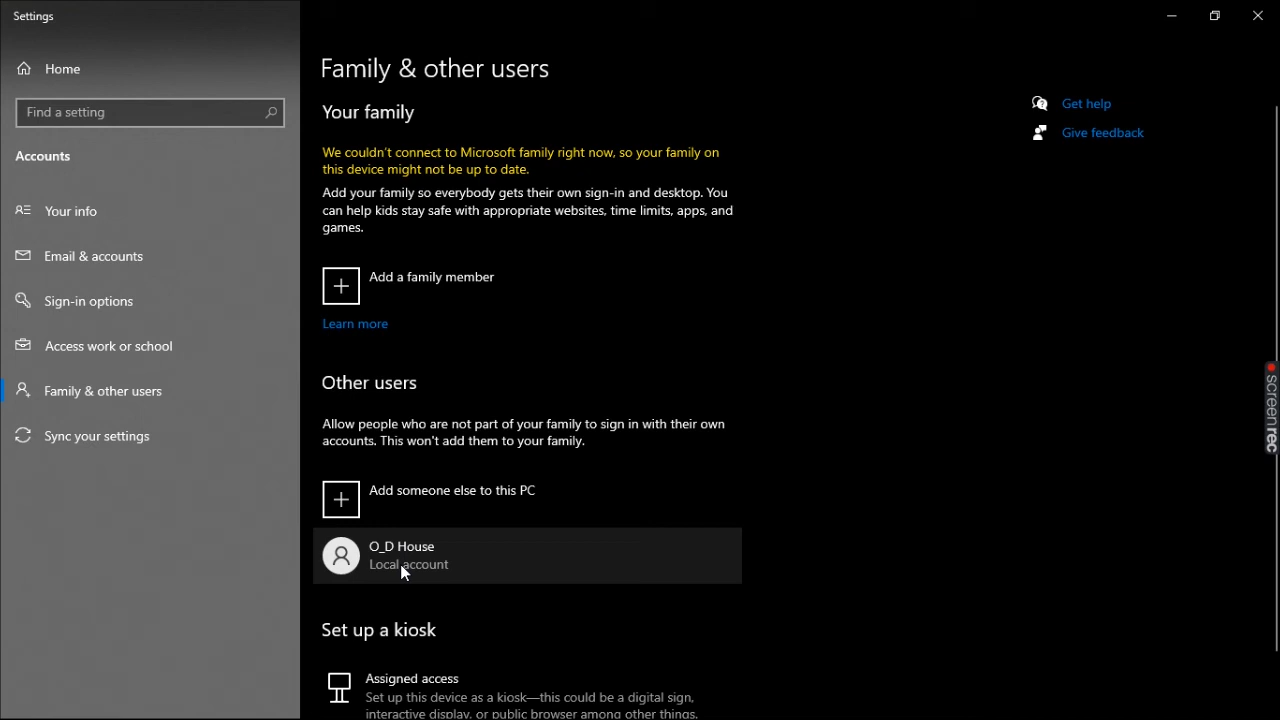 Settings
Home
Find a setting
Accounts
Your info
Email & accounts
Sign-in options
Access work or school
Family & other users
Sync your settings
Family & other users
Your family
We couldn't connect to Microsoft family right now, so your family on
this device might not be up to date.
Add your family so everybody gets their own sign-in and desktop. You
can help kids stay safe with appropriate websites, time limits, apps, and
games.
Add a family member
Learn more
Other users
Allow people who are not part of your family to sign in with their own
accounts. This won't add them to your family.
Add someone else to this PC
O_D House
Local account
Set up a kiosk
Assigned access
Set up this device as a kiosk—this could be a digital sign,
interactive display, or public browser among other things.
Get help
Give feedback
screenrec